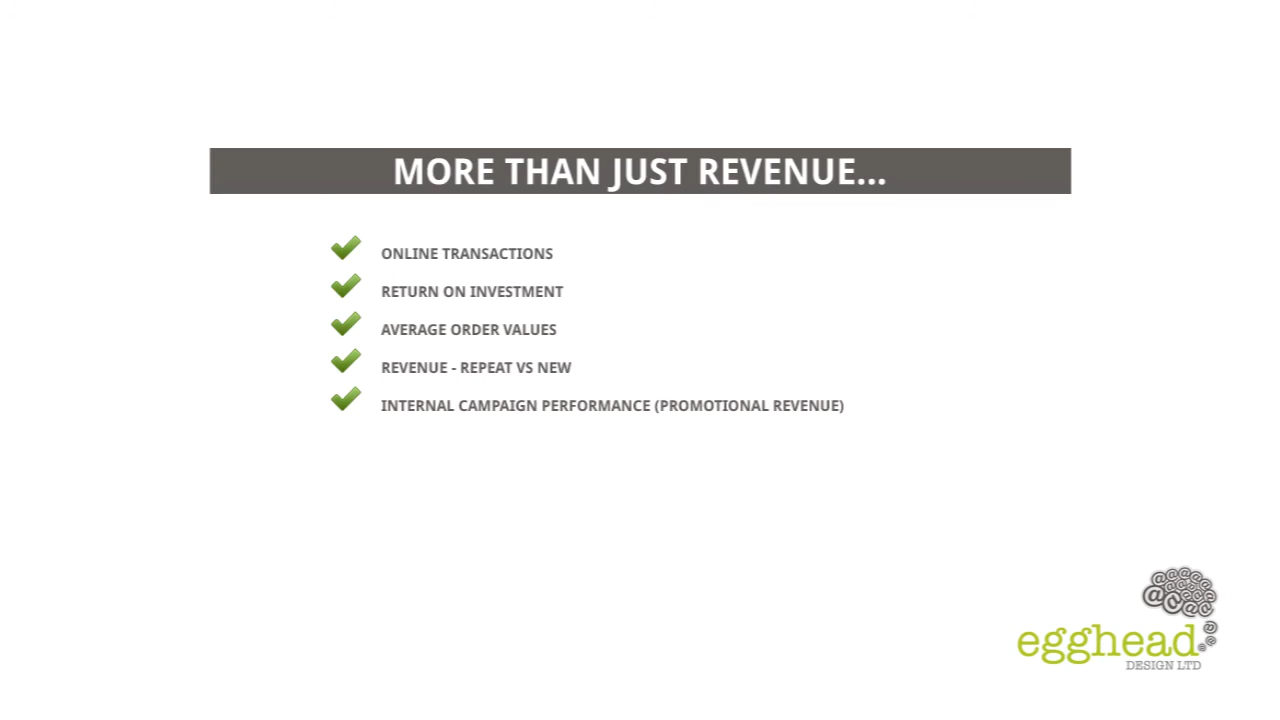 MORE THAN JUST REVENUE...
ONLINE TRANSACTIONS
RETURN ON INVESTMENT
AVERAGE ORDER VALUES
REVENUE - REPEAT VS NEW
INTERNAL CAMPAIGN PERFORMANCE (PROMOTIONAL REVENUE)
egghead
DESIGN LTD